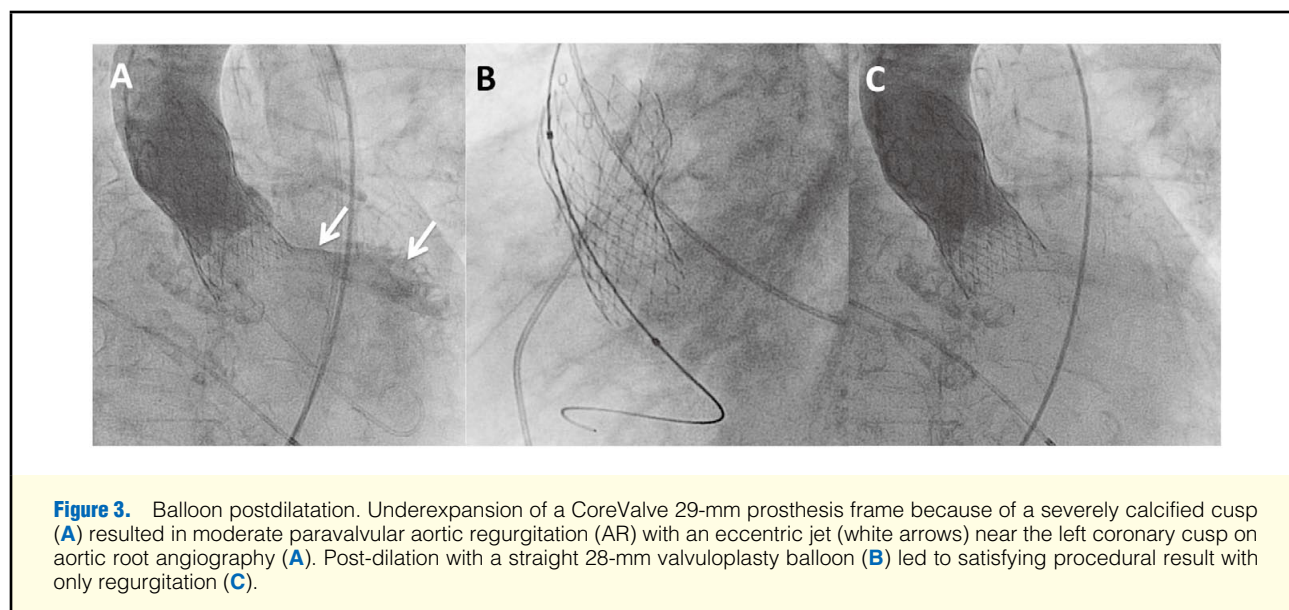 A
B
C
Figure 3. Balloon postdilatation. Underexpansion of a CoreValve 29-mm prosthesis frame because of a severely calcified cusp
(A) resulted in moderate paravalvular aortic regurgitation (AR) with an eccentric jet (white arrows) near the left coronary cusp on
aortic root angiography (A). Post-dilation with a straight 28-mm valvuloplasty balloon (B) led to satisfying procedural result with
only regurgitation (C).